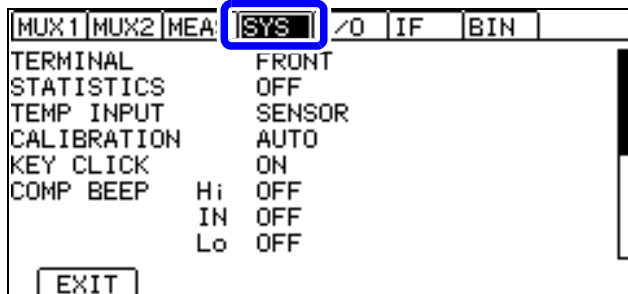 MUX1 MUX2 MEA SYS /O IF BIN
TERMINAL FRONT
STATISTICS OFF
TEMP INPUT SENSOR
CALIBRATION AUTO
KEY CLICK ON
COMP BEEP Hi OFF
IN OFF
Lo OFF
EXIT